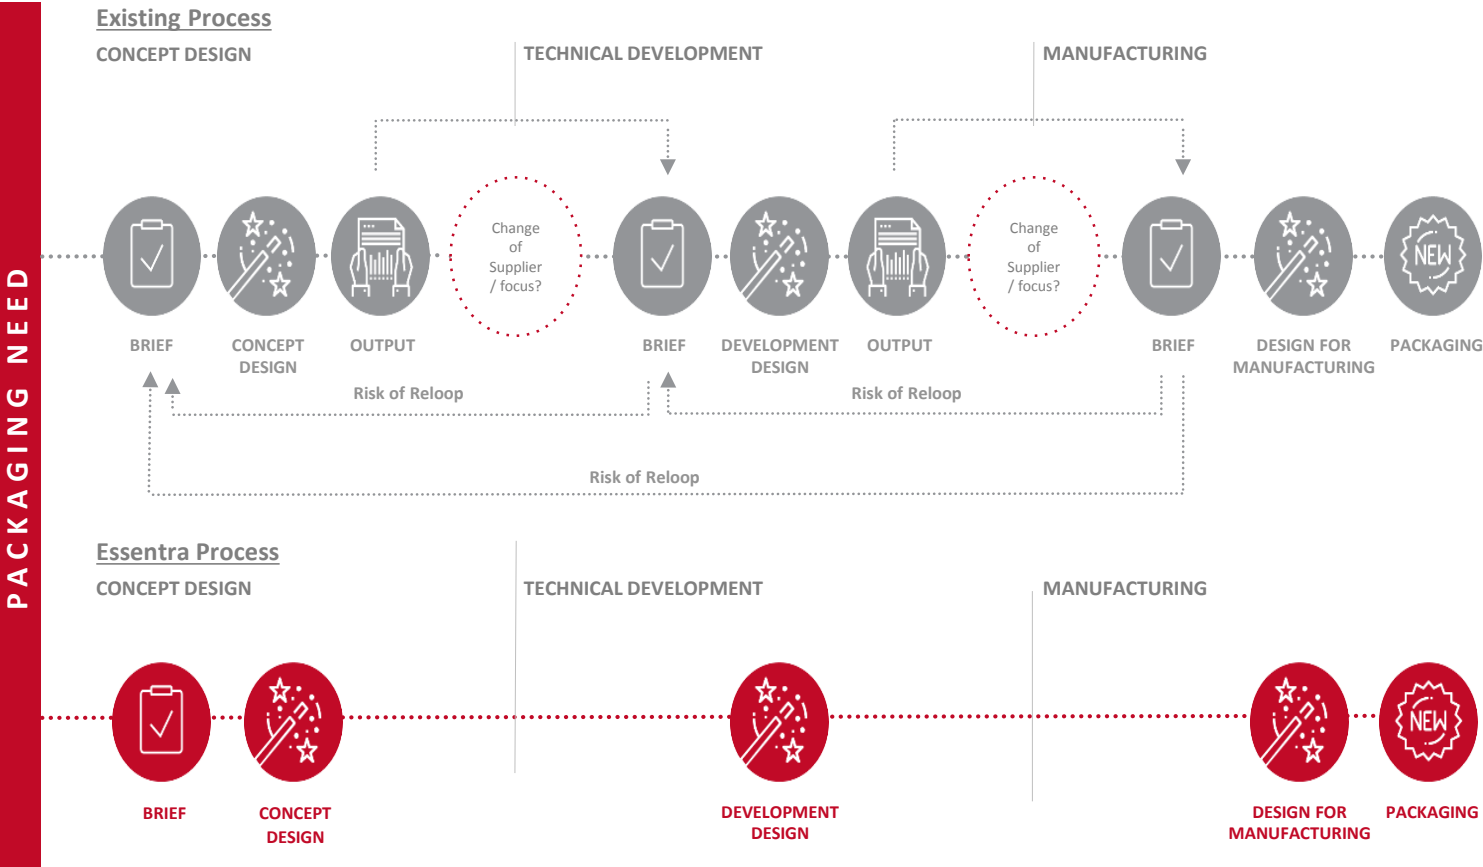 PACKAGING NEED
Existing Process
CONCEPT DESIGN
TECHNICAL DEVELOPMENT
MANUFACTURING
Change
of
Supplier
/ focus?
Change
of
Supplier
/ focus?
NEW
BRIEF
CONCEPT
DESIGN
OUTPUT
BRIEF
DEVELOPMENT
DESIGN
OUTPUT
BRIEF
DESIGN FOR
MANUFACTURING
PACKAGING
Risk of Reloop
Risk of Reloop
Risk of Reloop
Essentra Process
CONCEPT DESIGN
TECHNICAL DEVELOPMENT
MANUFACTURING
NEW
BRIEF
CONCEPT
DESIGN
DEVELOPMENT
DESIGN
DESIGN FOR
MANUFACTURING
PACKAGING